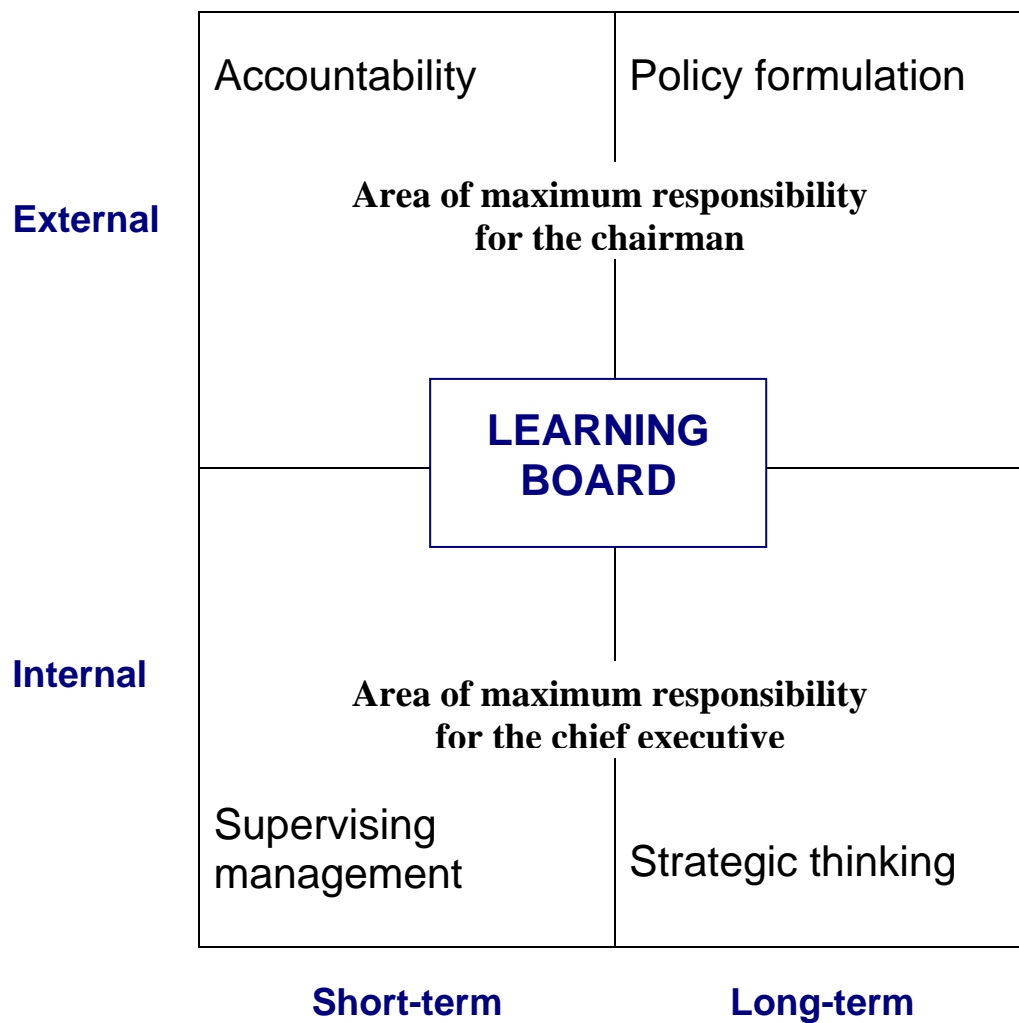 Accountability
Policy formulation
External
Area of maximum responsibility
for the chairman
LEARNING
BOARD
Internal
Area of maximum responsibility
for the chief executive
Supervising
management
Strategic thinking
Short-term
Long-term